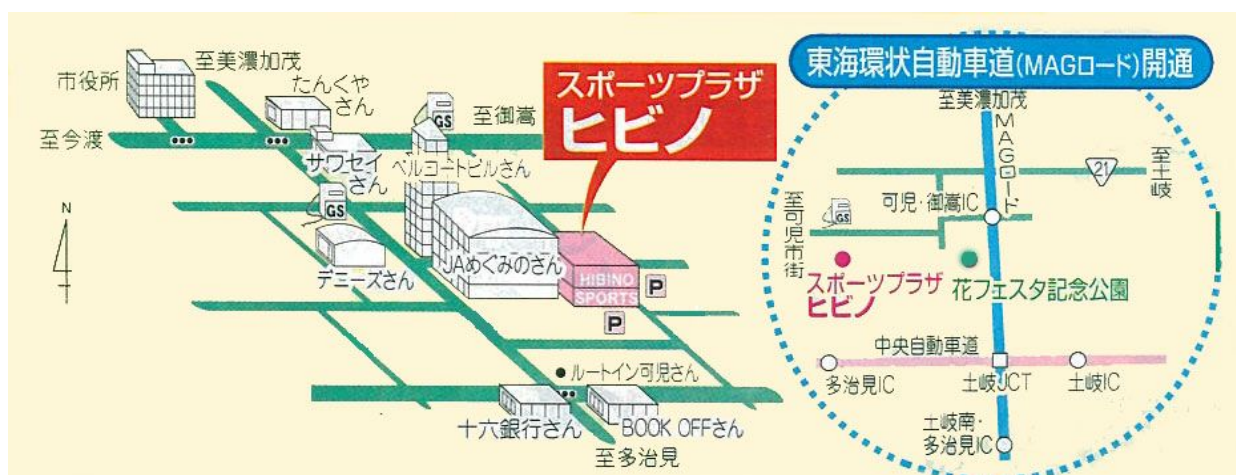 至美濃加茂
市役所
たんくや
さん
GS
至御嵩
至今渡
サワセイ
さん
ベルコートビルさん
スポーツプラザ
ヒビノ
N
GS
デニーズさん
JAめぐみのさん
HIBINO
SPORTS
P
P
ルートイン可児さん
十六銀行さん
BOOK OFFさん
至多治見
東海環状自動車道(MAGロード)開通
至美濃加茂
MAGロード
21
至土岐
可児・御嵩IC
GS
至可児市街
スポーツプラザ
ヒビノ
花フェスタ記念公園
中央自動車道
多治見IC
土岐JCT
土岐IC
土岐南・
多治見IC